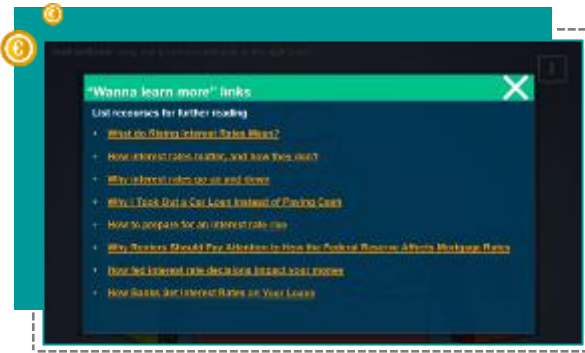 "Wanna learn more" links
List recourses for further reading
What do Rising Interest Rates Mean?
How interest rates matter, and how they don't
Why interest rates go up and down
Why I Took Out a Car Loan Instead of Paying Cash
How to prepare for an interest rate rise
Why Renters Should Pay Attention to How the Federal Reserve Affects Mortgage Rates
How fed interest rate decisions impact your money
How Banks Set Interest Rates on Your Loans